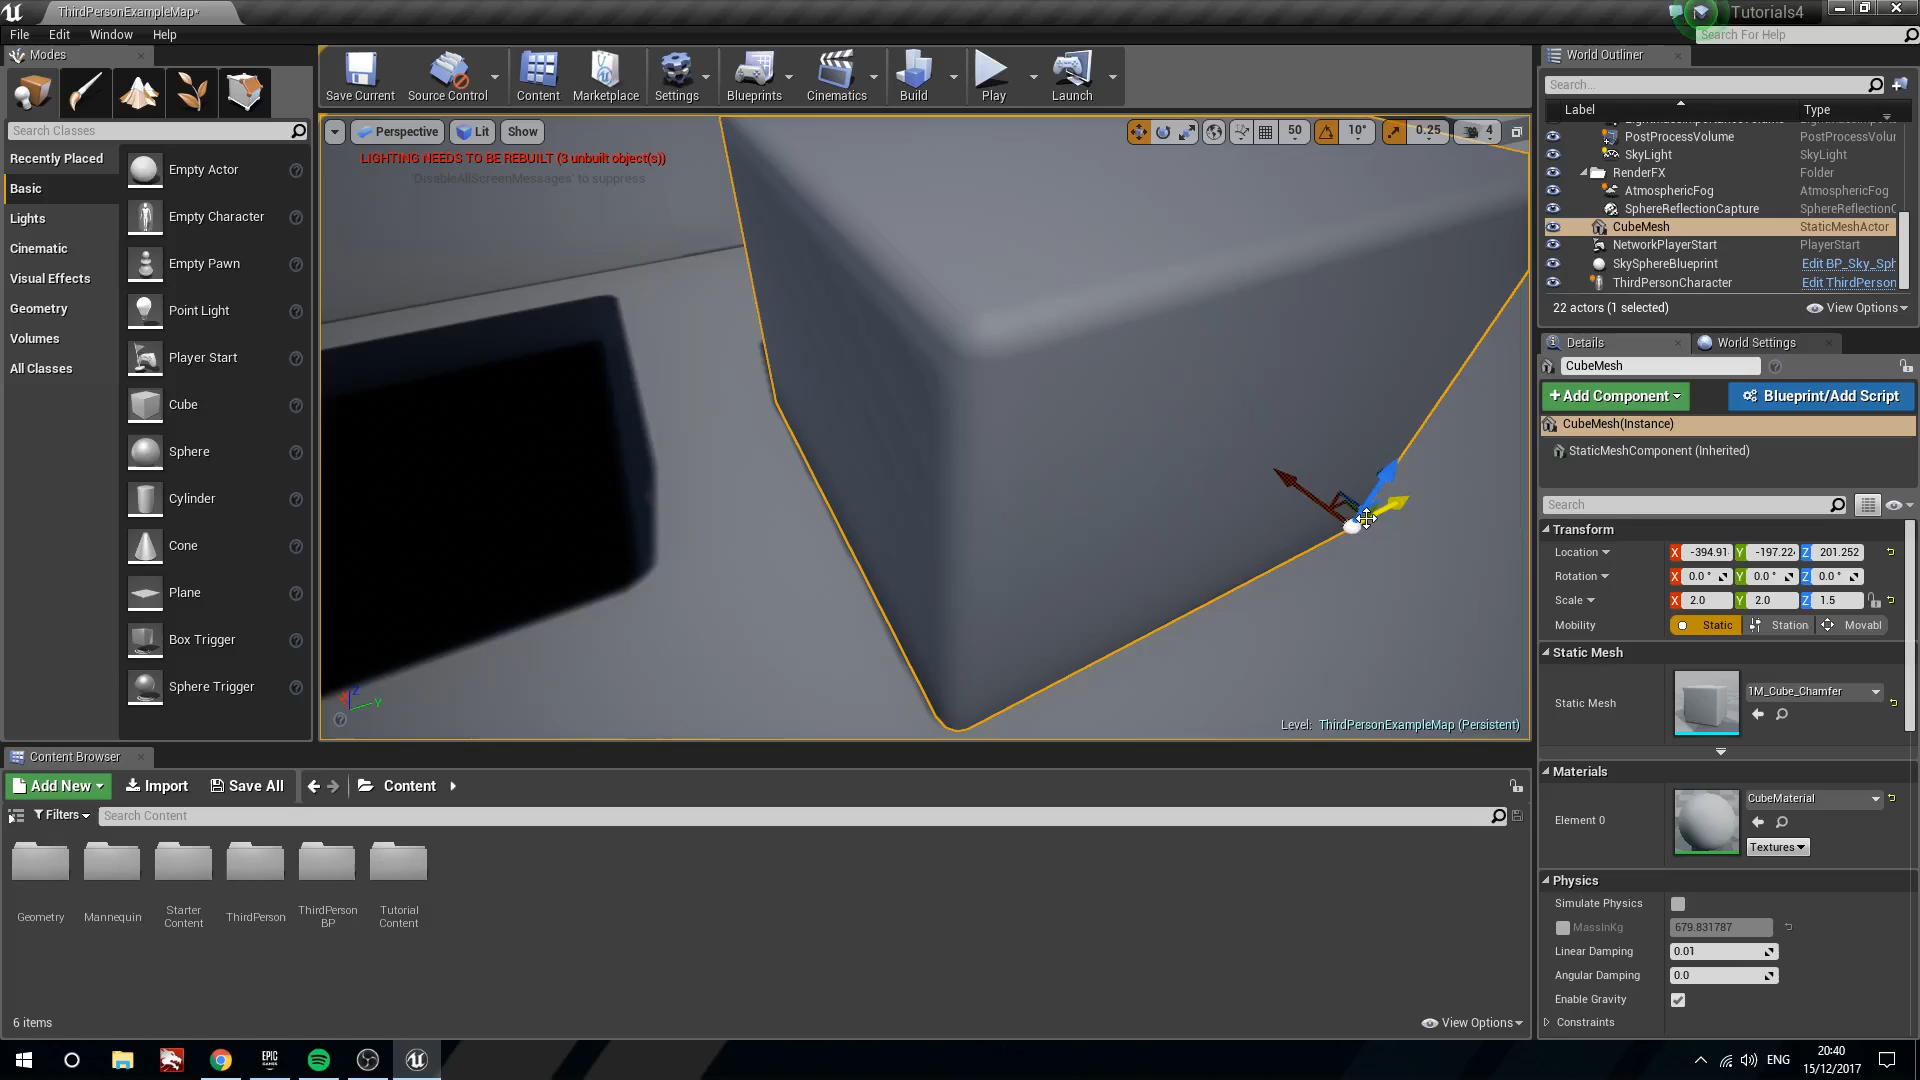 ThirdPersonExampleMap*
Tutorials4
File Edit Window Help
Search For Help
Modes
Save Current
Source Control
Content
Marketplace
Settings
Blueprints
Cinematics
Build
Play
Launch
Search Classes
Recently Placed
Basic
Lights
Cinematic
Visual Effects
Geometry
Volumes
All Classes
Empty Actor
Empty Character
Empty Pawn
Point Light
Player Start
Cube
Sphere
Cylinder
Cone
Plane
Box Trigger
Sphere Trigger
Perspective Lit Show
50 10° 0.25 4
LIGHTING NEEDS TO BE REBUILT (3 unbuilt object(s))
'DisableAllScreenMessages' to suppress
X Z Y
Level: ThirdPersonExampleMap (Persistent)
World Outliner
Search...
Label Type
PostProcessVolume PostProcessVolur
SkyLight SkyLight
RenderFX Folder
AtmosphericFog AtmosphericFog
SphereReflectionCapture SphereReflectionC
CubeMesh StaticMeshActor
NetworkPlayerStart PlayerStart
SkySphereBlueprint Edit BP_Sky_Sph
ThirdPersonCharacter Edit ThirdPerson
22 actors (1 selected) View Options
Details World Settings
CubeMesh
+Add Component Blueprint/Add Script
CubeMesh(Instance)
StaticMeshComponent (Inherited)
Search
Transform
Location X -394.91 Y -197.22 Z 201.252
Rotation X 0.0° Y 0.0° Z 0.0°
Scale X 2.0 Y 2.0 Z 1.5
Mobility Static Station Movabl
Static Mesh
Static Mesh 1M_Cube_Chamfer
Materials
Element 0 CubeMaterial
Textures
Physics
Simulate Physics
MassInKg 679.831787
Linear Damping 0.01
Angular Damping 0.0
Enable Gravity
Constraints
Content Browser
Add New Import Save All Content
Filters Search Content
Geometry
Mannequin
Starter
Content
ThirdPerson
ThirdPerson
BP
Tutorial
Content
6 items
View Options
EPIC
GAMES
ENG
20:40
15/12/2017